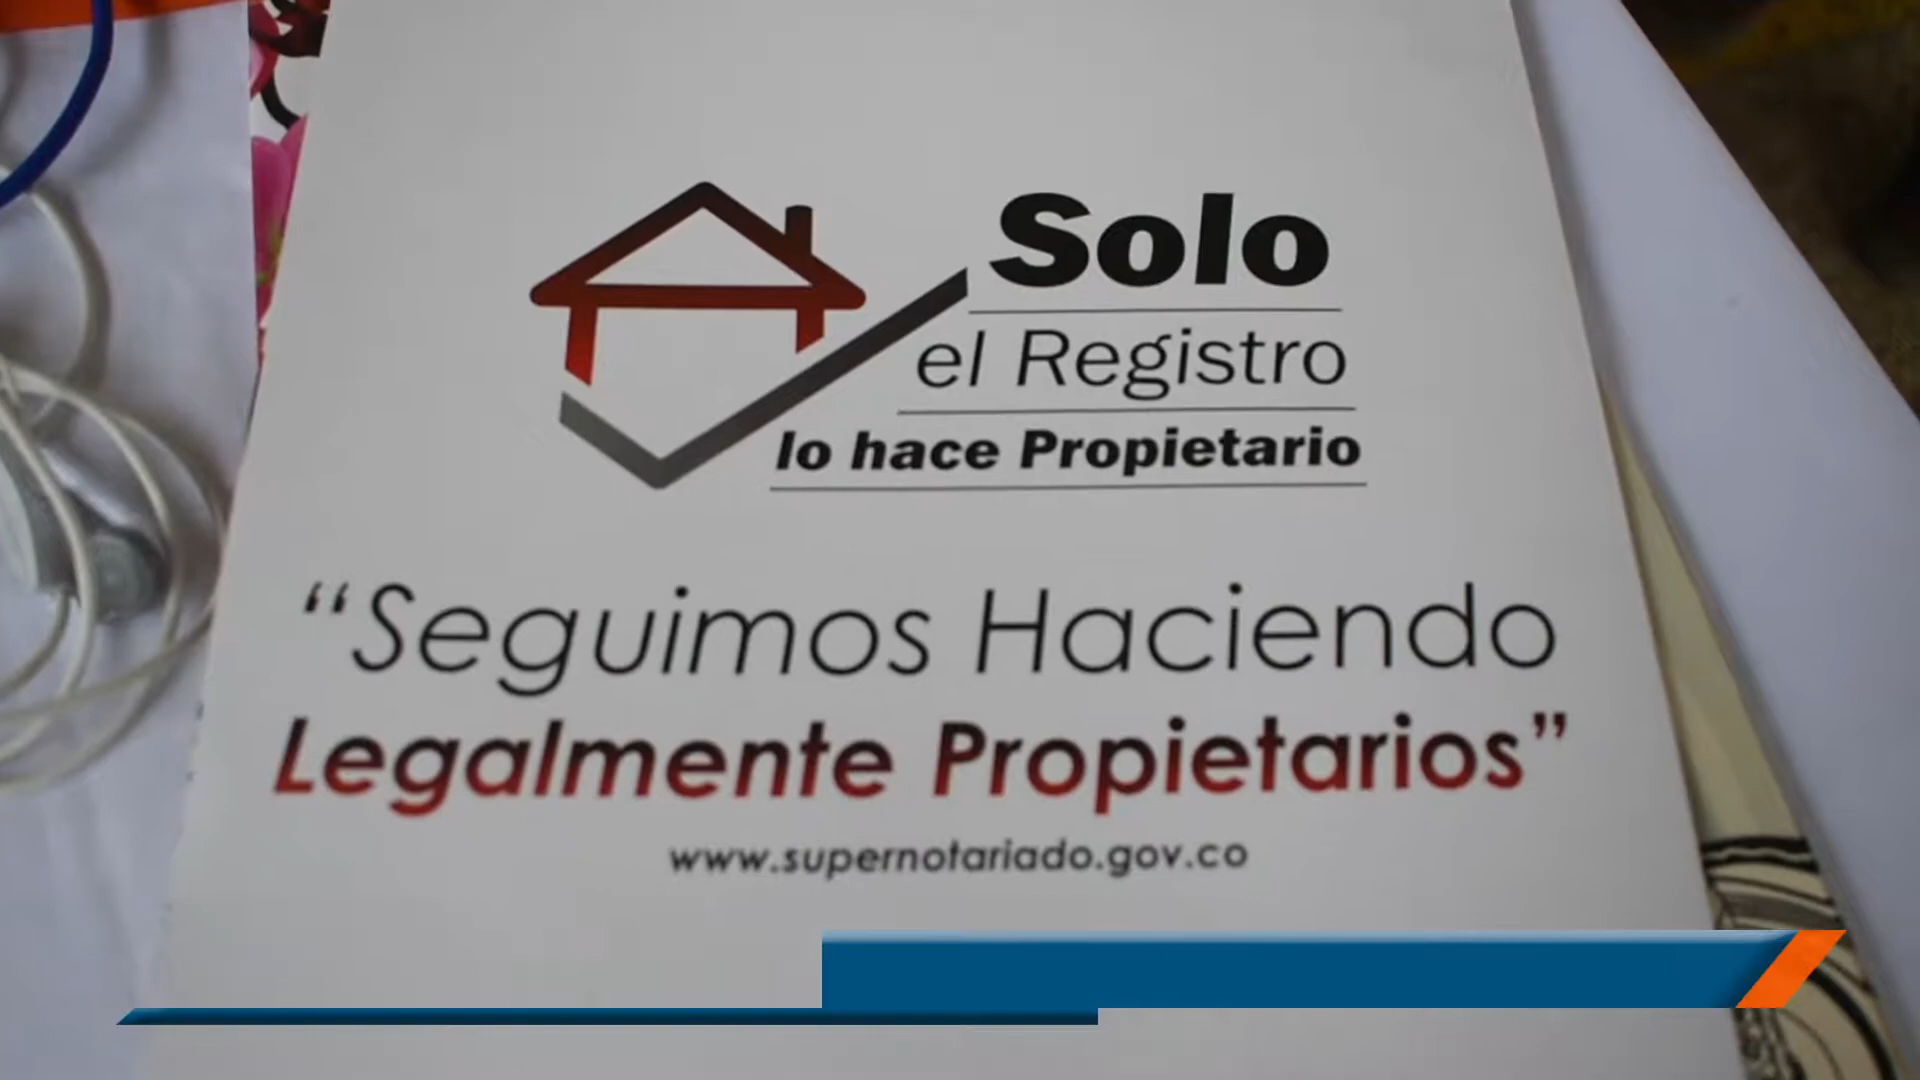 Solo
el Registro
lo hace Propietario
“Seguimos Haciendo
Legalmente Propietarios”
www.supernotariado.gov.co